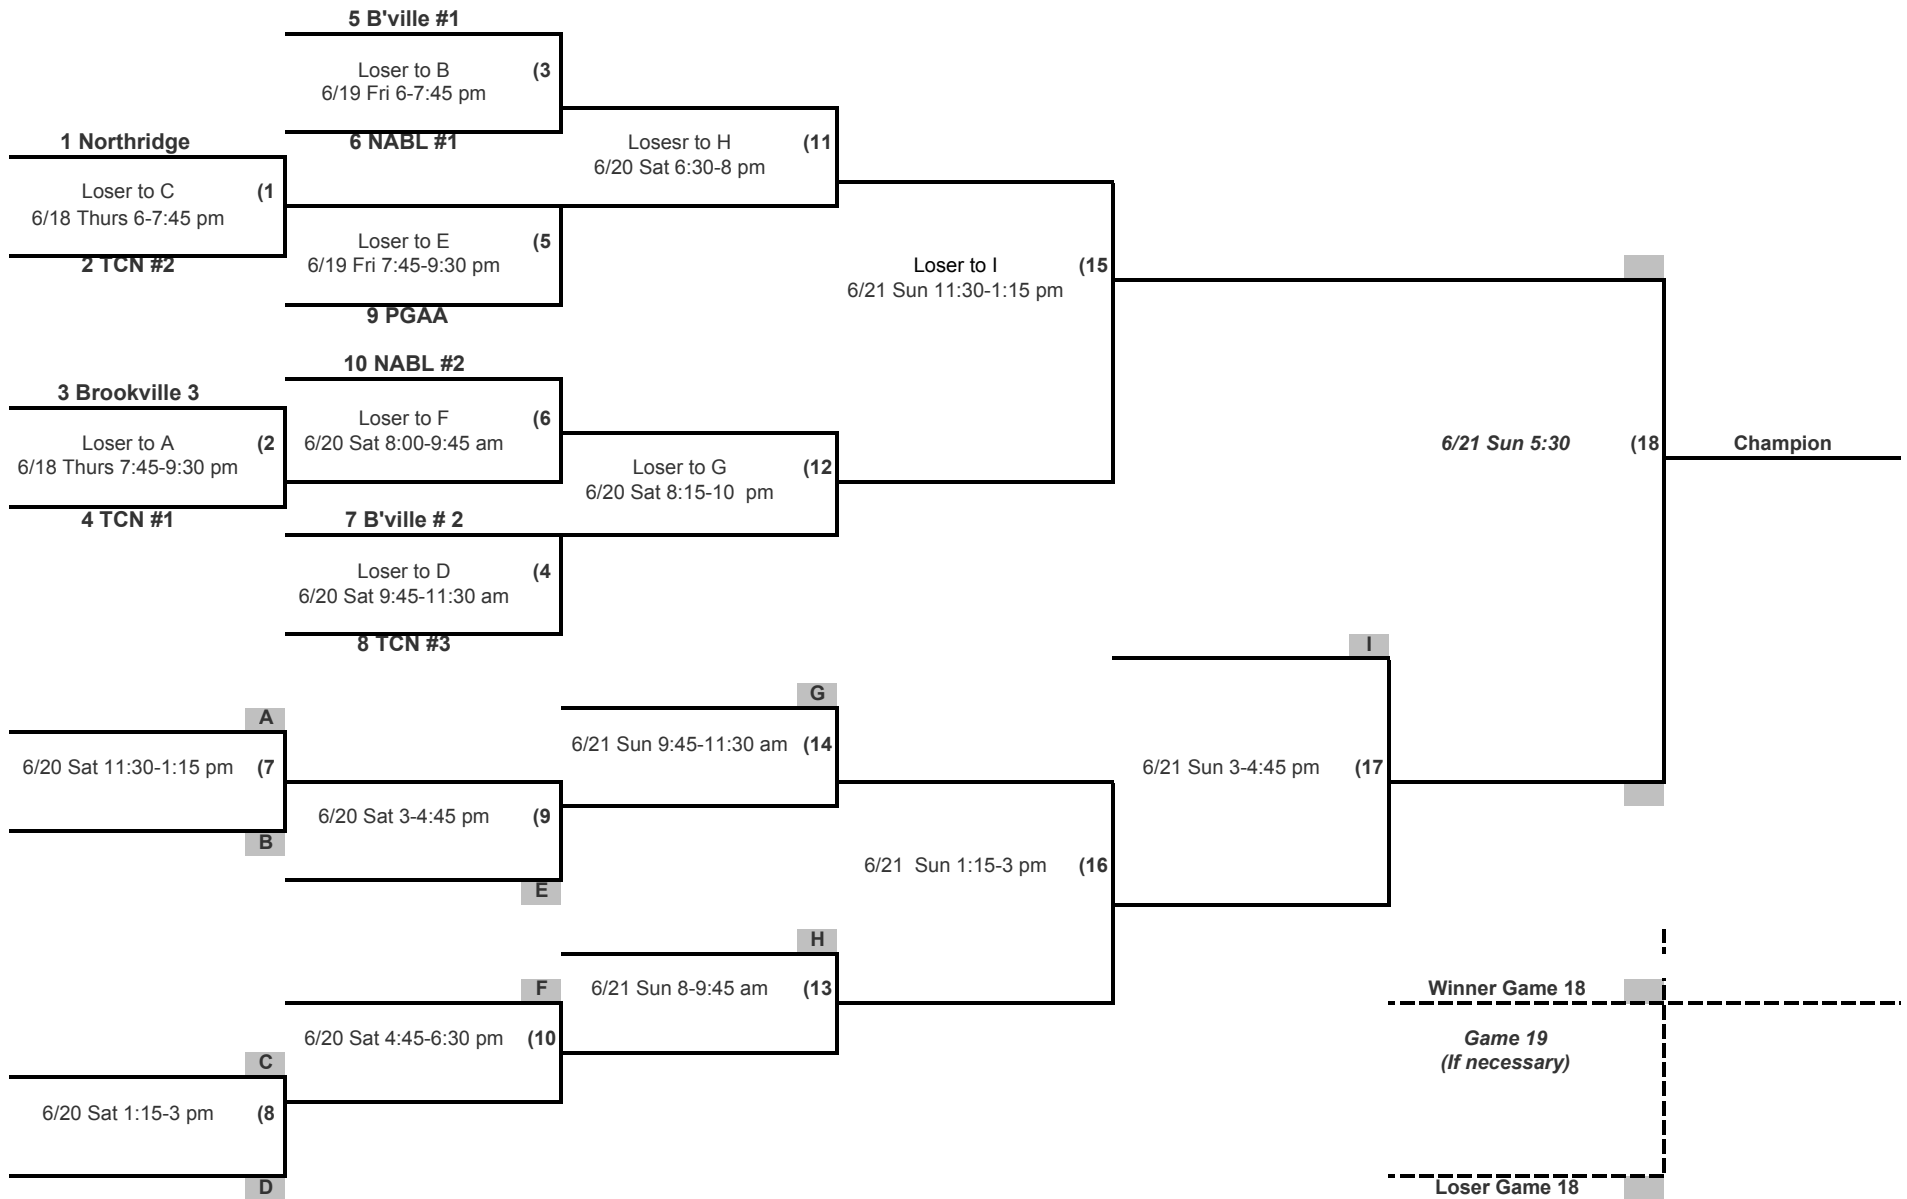 5 B'ville #1
Loser to B (3
6/19 Fri 6-7:45 pm
1 Northridge
6 NABL #1
Losesr to H (11
6/20 Sat 6:30-8 pm
Loser to C (1
6/18 Thurs 6-7:45 pm
Loser to E (5
6/19 Fri 7:45-9:30 pm
2 TCN #2
Loser to I (15
6/21 Sun 11:30-1:15 pm
9 PGAA
10 NABL #2
3 Brookville 3
Loser to F (6
6/20 Sat 8:00-9:45 am
Loser to A (2
6/18 Thurs 7:45-9:30 pm
6/21 Sun 5:30 (18
Champion
Loser to G (12
6/20 Sat 8:15-10  pm
4 TCN #1
7 B'ville # 2
Loser to D (4
6/20 Sat 9:45-11:30 am
8 TCN #3
I
G
A
6/21 Sun 9:45-11:30 am (14
6/20 Sat 11:30-1:15 pm (7
6/21 Sun 3-4:45 pm (17
6/20 Sat 3-4:45 pm (9
B
6/21  Sun 1:15-3 pm (16
E
H
F
6/21 Sun 8-9:45 am (13
Winner Game 18
6/20 Sat 4:45-6:30 pm (10
Game 19
(If necessary)
C
6/20 Sat 1:15-3 pm (8
D
Loser Game 18